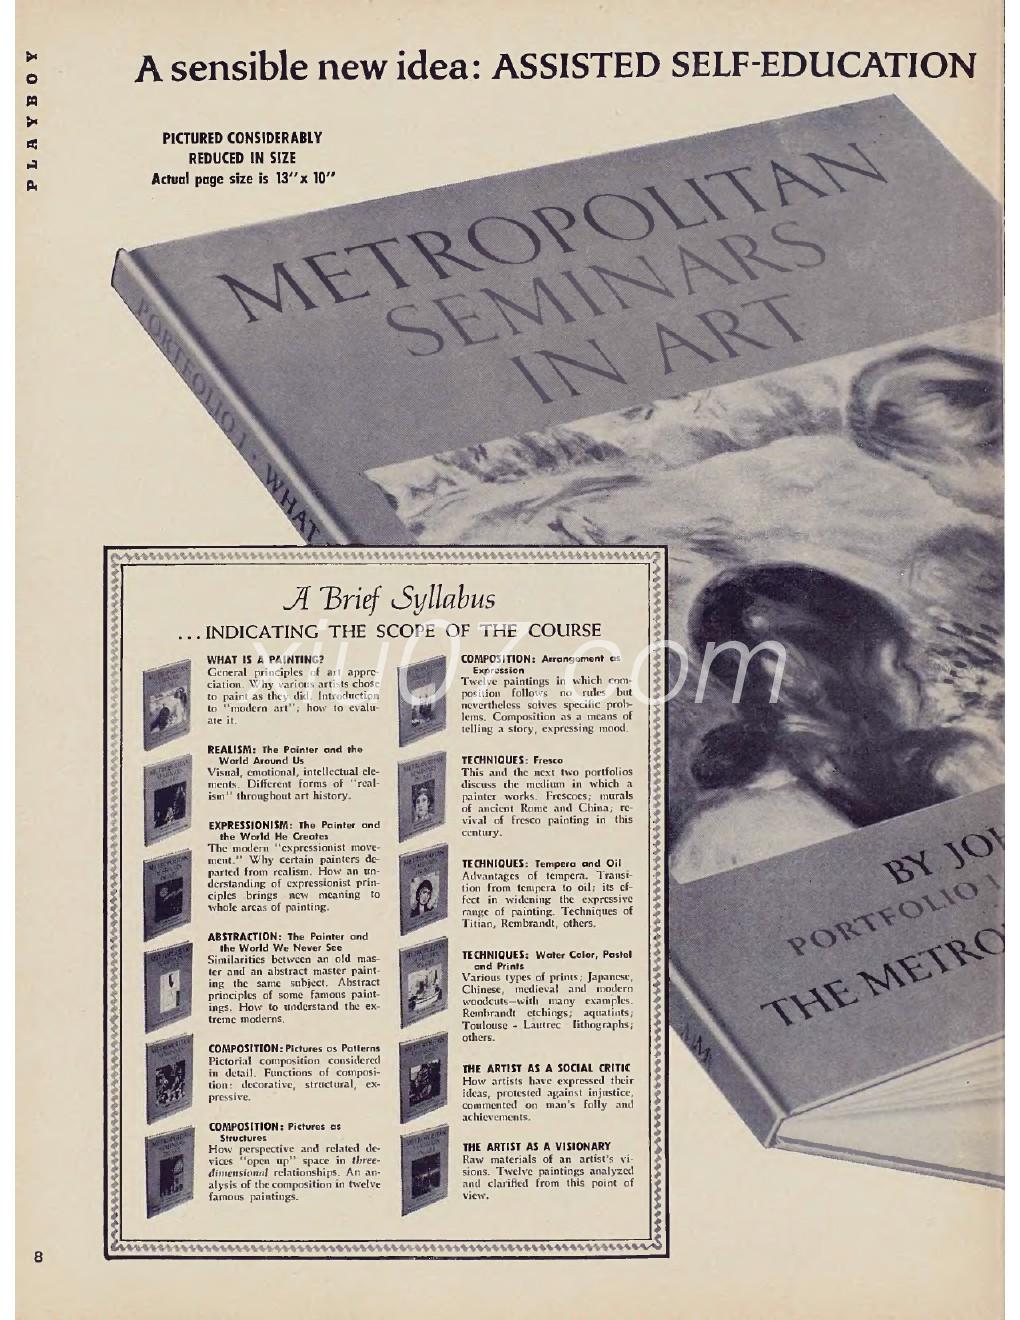 PLAYBOY
A sensible new idea: ASSISTED SELF-EDUCATION
PICTURED CONSIDERABLY
REDUCED IN SIZE
Actual page size is 13″ x 10″
METROPOLITAN
SEMINARS
IN ART
PORTFOLIO 1 · WHAT
A Brief Syllabus
...INDICATING THE SCOPE OF THE COURSE
WHAT IS A PAINTING?
General principles of art appre-
ciation. Why various artists chose
to paint as they did. Introduction
to "modern art"; how to evalu-
ate it.
REALISM: The Painter and the
World Around Us
Visual, emotional, intellectual ele-
ments. Different forms of "real-
ism" throughout art history.
EXPRESSIONISM: The Painter and
the World He Creates
The modern "expressionist move-
ment." Why certain painters de-
parted from realism. How an un-
derstanding of expressionist prin-
ciples brings new meaning to
whole areas of painting.
ABSTRACTION: The Painter and
the World We Never See
Similarities between an old mas-
ter and an abstract master paint-
ing the same subject. Abstract
principles of some famous paint-
ings. How to understand the ex-
treme moderns.
COMPOSITION: Pictures as Patterns
Pictorial composition considered
in detail. Functions of composi-
tion: decorative, structural, ex-
pressive.
COMPOSITION: Pictures as
Structures
How perspective and related de-
vices "open up" space in three-
dimensional relationships. An an-
alysis of the composition in twelve
famous paintings.
COMPOSITION: Arrangement as
Expression
Twelve paintings in which com-
position follows no rules but
nevertheless solves specific prob-
lems. Composition as a means of
telling a story, expressing mood.
TECHNIQUES: Fresco
This and the next two portfolios
discuss the medium in which a
painter works. Frescoes; murals
of ancient Rome and China; re-
vival of fresco painting in this
century.
TECHNIQUES: Tempera and Oil
Advantages of tempera. Transi-
tion from tempera to oil; its ef-
fect in widening the expressive
range of painting. Techniques of
Titian, Rembrandt, others.
TECHNIQUES: Water Color, Pastel
and Prints
Various types of prints; Japanese,
Chinese, medieval and modern
woodcuts—with many examples.
Rembrandt etchings; aquatints;
Toulouse - Lautrec lithographs;
others.
THE ARTIST AS A SOCIAL CRITIC
How artists have expressed their
ideas, protested against injustice,
commented on man's folly and
achievements.
THE ARTIST AS A VISIONARY
Raw materials of an artist's vi-
sions. Twelve paintings analyzed
and clarified from this point of
view.
BY JOH
PORTFOLIO 1
THE METRO
xiu07.com
8